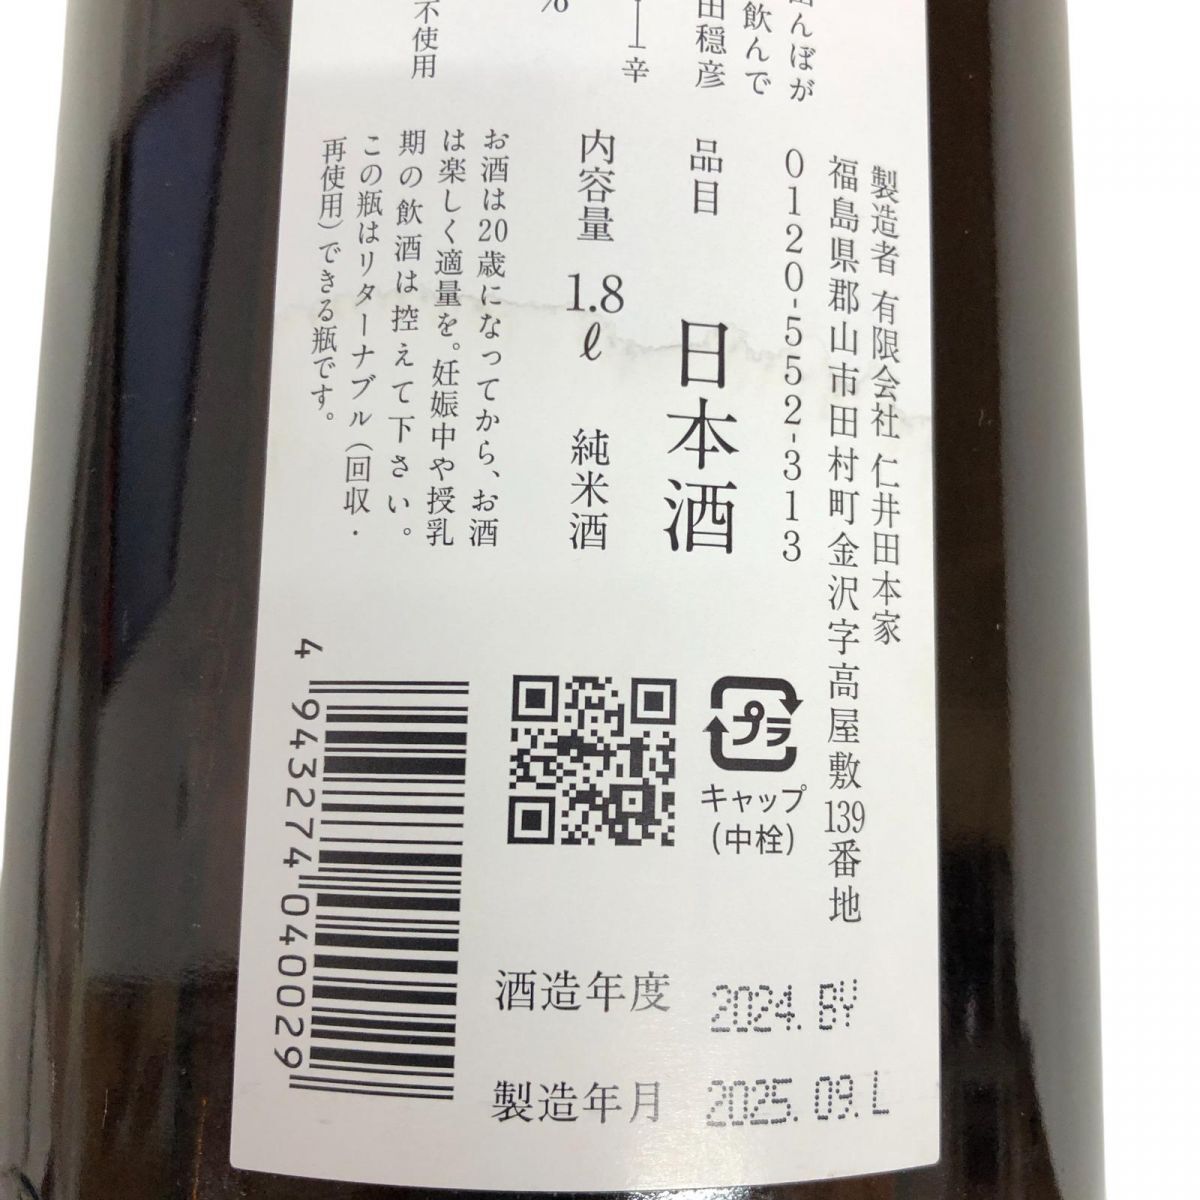 製造者 有限会社 仁井田本家
福島県郡山市田村町金沢字高屋敷139番地
0120-552-313
田んぼが
飲んで
田穏彦
品目 日本酒
辛
内容量 1.8ℓ 純米酒
%
お酒は20歳になってから、お酒
は楽しく適量を。妊娠中や授乳
期の飲酒は控えて下さい。
不使用
この瓶はリターナブル(回収・
再使用)できる瓶です。
プラ
キャップ
(中栓)
4 943274 040029
酒造年度 2024. BY
製造年月 2025. 09. L